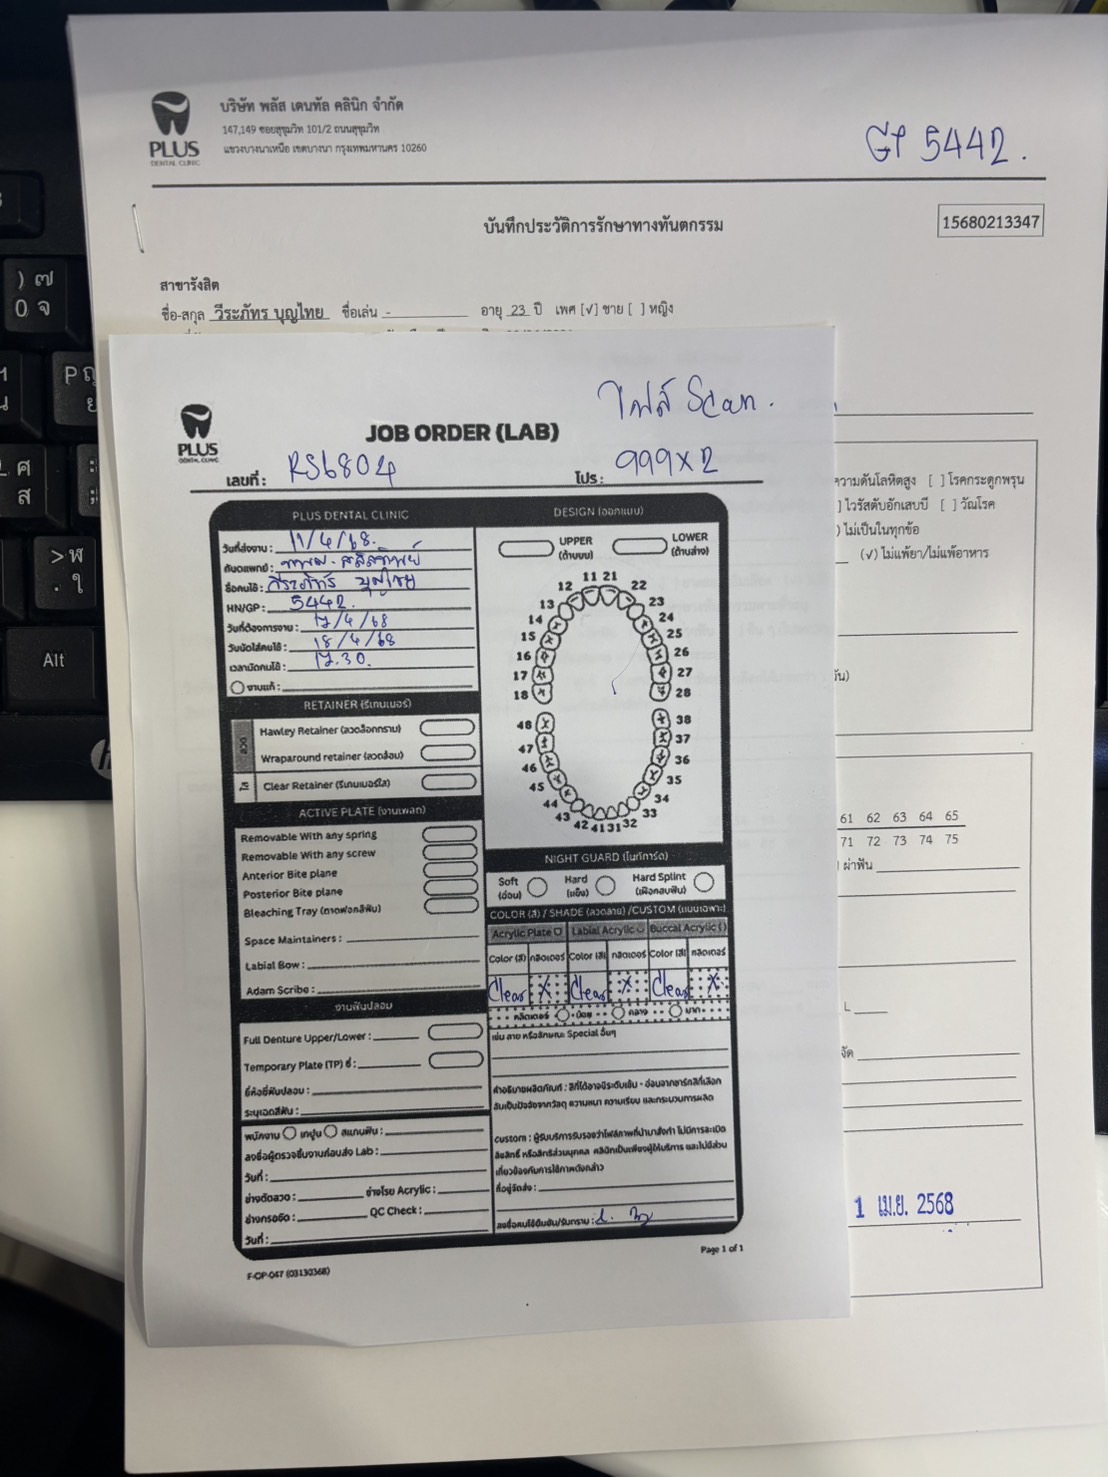 PLUS
DENTAL CLINIC
บริษัท พลัส เดนทัล คลินิก จำกัด
147,149 ซอยสุขุมวิท 101/2 ถนนสุขุมวิท
แขวงบางนาเหนือ เขตบางนา กรุงเทพมหานคร 10260
GP 5442.
บันทึกประวัติการรักษาทางทันตกรรม
15680213347
สาขารังสิต
ชื่อ-สกุล วีระภัทร บุญไทย ชื่อเล่น - อายุ 23 ปี เพศ [√] ชาย [ ] หญิง
ความดันโลหิตสูง [ ] โรคกระดูกพรุน
] ไวรัสตับอักเสบบี [ ] วัณโรค
) ไม่เป็นในทุกข้อ
(√) ไม่แพ้ยา/ไม่แพ้อาหาร
61 62 63 64 65
71 72 73 74 75
) ผ่าฟัน
1 เม.ย. 2568
PLUS
DENTAL CLINIC
ไฟล์ Scan.
JOB ORDER (LAB)
เลขที่ : RS6804
โปร : 999x2
PLUS DENTAL CLINIC
วันที่ส่งงาน : 11/4/68.
ทันตแพทย์ :
ชื่อคนไข้ : วีระภัทร บุญไทย
HN/GP : 5442.
วันที่ต้องการงาน : 17/4/68
วันนัดใส่คนไข้ : 18/4/68
เวลานัดคนไข้ : 17.30.
งานแก้ :
RETAINER (รีเทนเนอร์)
ลวด
Hawley Retainer (ลวดล็อกกราม)
Wraparound retainer (ลวดอ้อม)
ใส
Clear Retainer (รีเทนเนอร์ใส)
ACTIVE PLATE (งานเพลท)
Removable With any spring
Removable With any screw
Anterior Bite plane
Posterior Bite plane
Bleaching Tray (ถาดฟอกสีฟัน)
Space Maintainers :
Labial Bow :
Adam Scribe :
งานฟันปลอม
Full Denture Upper/Lower :
Temporary Plate (TP) ซี่ :
ยี่ห้อซี่ฟันปลอม :
ระบุเฉดสีฟัน :
พนักงาน เทปูน สแกนฟัน :
ลงชื่อผู้ตรวจชิ้นงานก่อนส่ง Lab :
วันที่ :
ช่างดัดลวด : ช่างโรย Acrylic :
ช่างกรอขัด : QC Check :
วันที่ :
DESIGN (ออกแบบ)
UPPER (ด้านบน)
LOWER (ด้านล่าง)
11 21
12 22
13 23
14 24
15 25
16 26
17 27
18 28
48 38
47 37
46 36
45 35
44 34
43 33
42 41 31 32
NIGHT GUARD (ไนท์การ์ด)
Soft (อ่อน)
Hard (แข็ง)
Hard Splint (เฝือกสบฟัน)
COLOR (สี) / SHADE (ลวดลาย) /CUSTOM (แบบเฉพาะ)
Acrylic Plate Labial Acrylic Buccal Acrylic
Color (สี) กลิตเตอร์ Color (สี) กลิตเตอร์ Color (สี) กลิตเตอร์
Clear X Clear X Clear X
กลิตเตอร์ น้อย กลาง มาก
เช่น ลาย หรือลักษณะ Special อื่นๆ
คำอธิบายผลิตภัณฑ์ : สีที่ได้อาจมีระดับเข้ม - อ่อนจากชาร์ทสีที่เลือก
อันเป็นปัจจัยจากวัสดุ ความหนา ความเรียบ และกระบวนการผลิต
custom : ผู้รับบริการรับรองว่าไฟล์ภาพที่นำมาสั่งทำ ไม่มีการละเมิด
ลิขสิทธิ์ หรือสิทธิส่วนบุคคล คลินิกเป็นเพียงผู้ให้บริการ และไม่มีส่วน
เกี่ยวข้องกับการใช้ภาพดังกล่าว
ที่อยู่จัดส่ง :
ลงชื่อคนไข้ยืนยัน/รับทราบ :
Page 1 of 1
F-OP-047 (03130368)
Alt